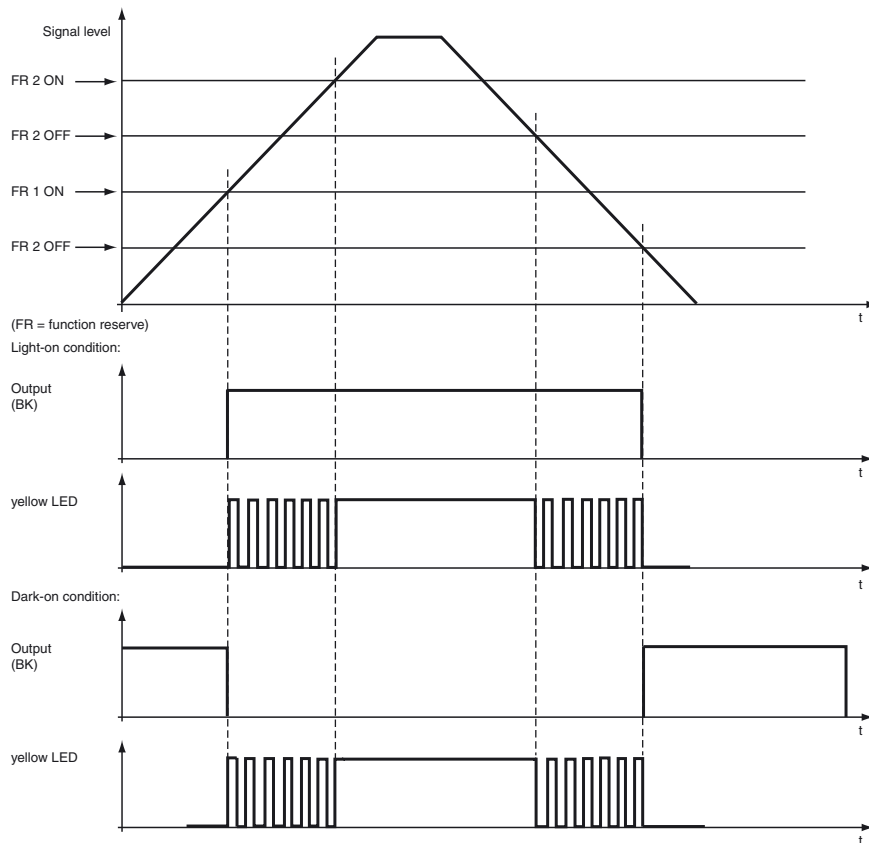 Signal level
FR 2 ON
FR 2 OFF
FR 1 ON
FR 2 OFF
t
(FR = function reserve)
Light-on condition:
Output
(BK)
t
yellow LED
t
Dark-on condition:
Output
(BK)
t
yellow LED
t